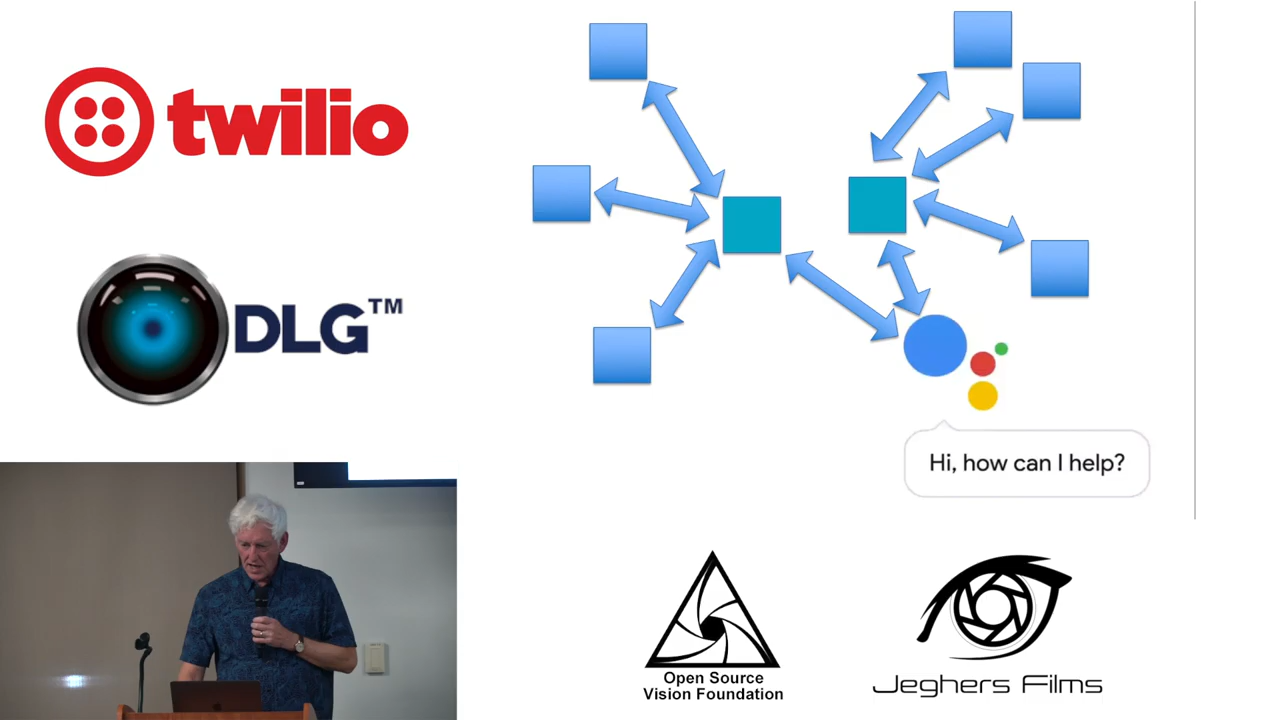 twilio
DLG™
Hi, how can I help?
Open Source
Vision Foundation
Jeghers Films